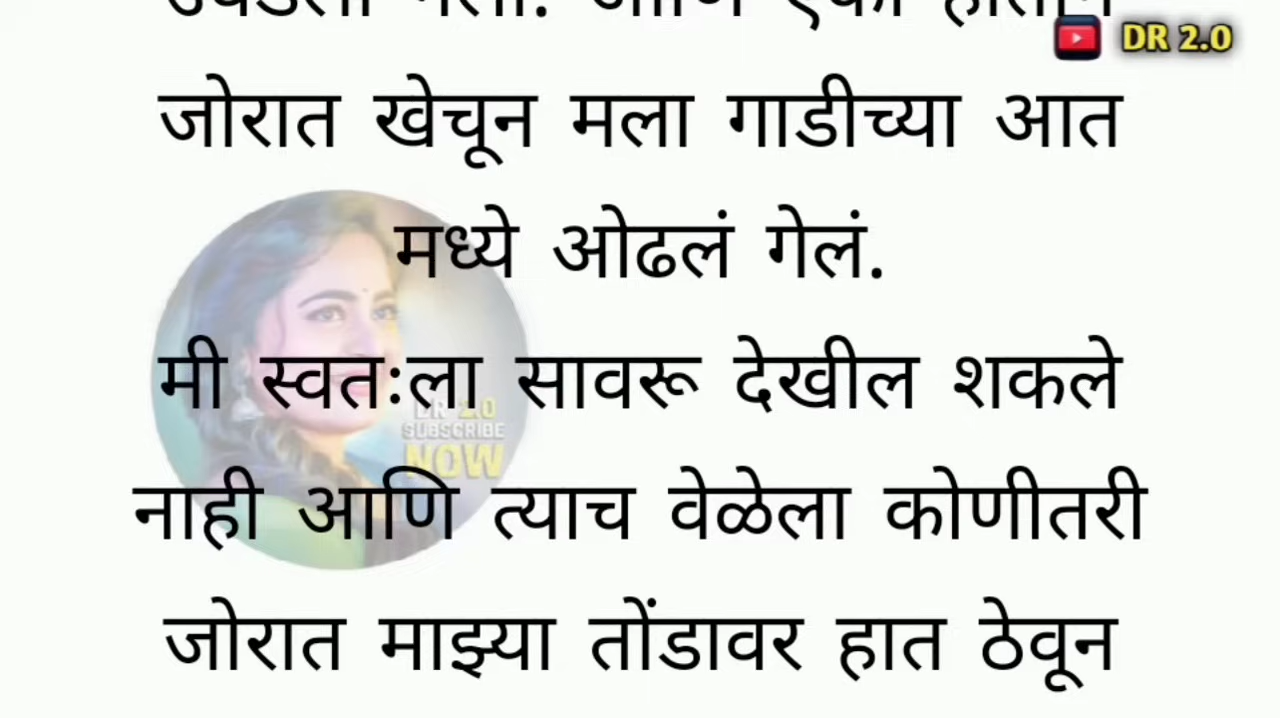 DR 2.0
जोरात खेचून मला गाडीच्या आत
मध्ये ओढलं गेलं.
मी स्वतःला सावरू देखील शकले
नाही आणि त्याच वेळेला कोणीतरी
जोरात माझ्या तोंडावर हात ठेवून
DR 2.0
SUBSCRIBE
NOW